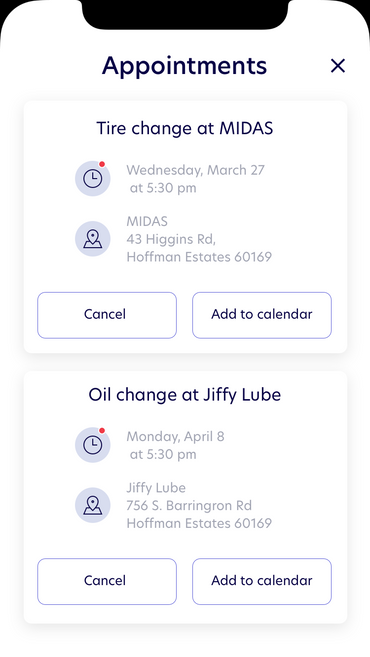 Appointments
Tire change at MIDAS
Wednesday, March 27
at 5:30 pm
MIDAS
43 Higgins Rd,
Hoffman Estates 60169
Cancel
Add to calendar
Oil change at Jiffy Lube
Monday, April 8
at 5:30 pm
Jiffy Lube
756 S. Barringron Rd
Hoffman Estates 60169
Cancel
Add to calendar